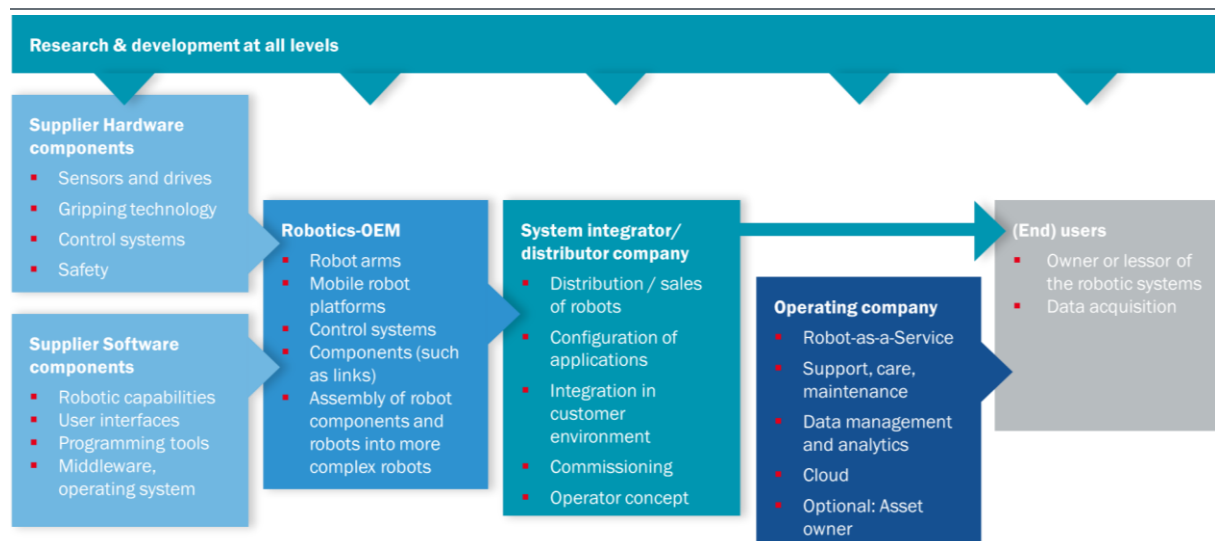 Research & development at all levels
Supplier Hardware
components
Sensors and drives
Gripping technology
Control systems
Safety
Supplier Software
components
Robotic capabilities
User interfaces
Programming tools
Middleware,
operating system
Robotics-OEM
Robot arms
Mobile robot
platforms
Control systems
Components (such
as links)
Assembly of robot
components and
robots into more
complex robots
System integrator/
distributor company
Distribution / sales
of robots
Configuration of
applications
Integration in
customer
environment
Commissioning
Operator concept
Operating company
Robot-as-a-Service
Support, care,
maintenance
Data management
and analytics
Cloud
Optional: Asset
owner
(End) users
Owner or lessor of
the robotic systems
Data acquisition